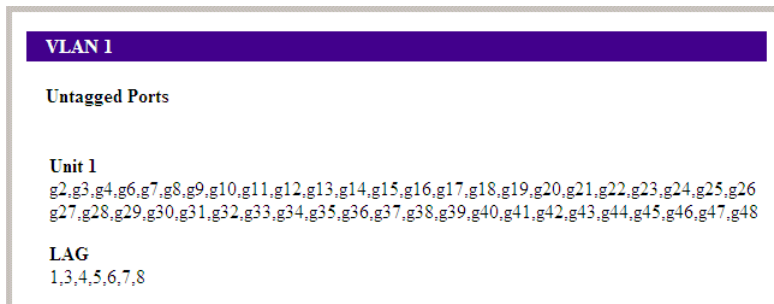 VLAN 1
Untagged Ports
Unit 1
g2,g3,g4,g6,g7,g8,g9,g10,g11,g12,g13,g14,g15,g16,g17,g18,g19,g20,g21,g22,g23,g24,g25,g26
g27,g28,g29,g30,g31,g32,g33,g34,g35,g36,g37,g38,g39,g40,g41,g42,g43,g44,g45,g46,g47,g48
LAG
1,3,4,5,6,7,8